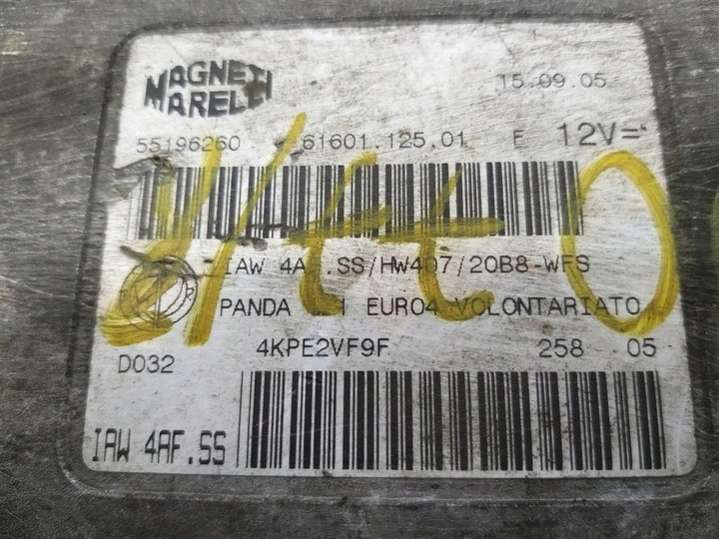 MAGNETI
MARELLI
15.09.05
55196260 61601.125.01 E 12V=
IAW 4AF.SS/HW407/20B8-WFS
PANDA EURO4 VOLONTARIATO
D032 4KPE2VF9F 258 05
IAW 4AF.SS